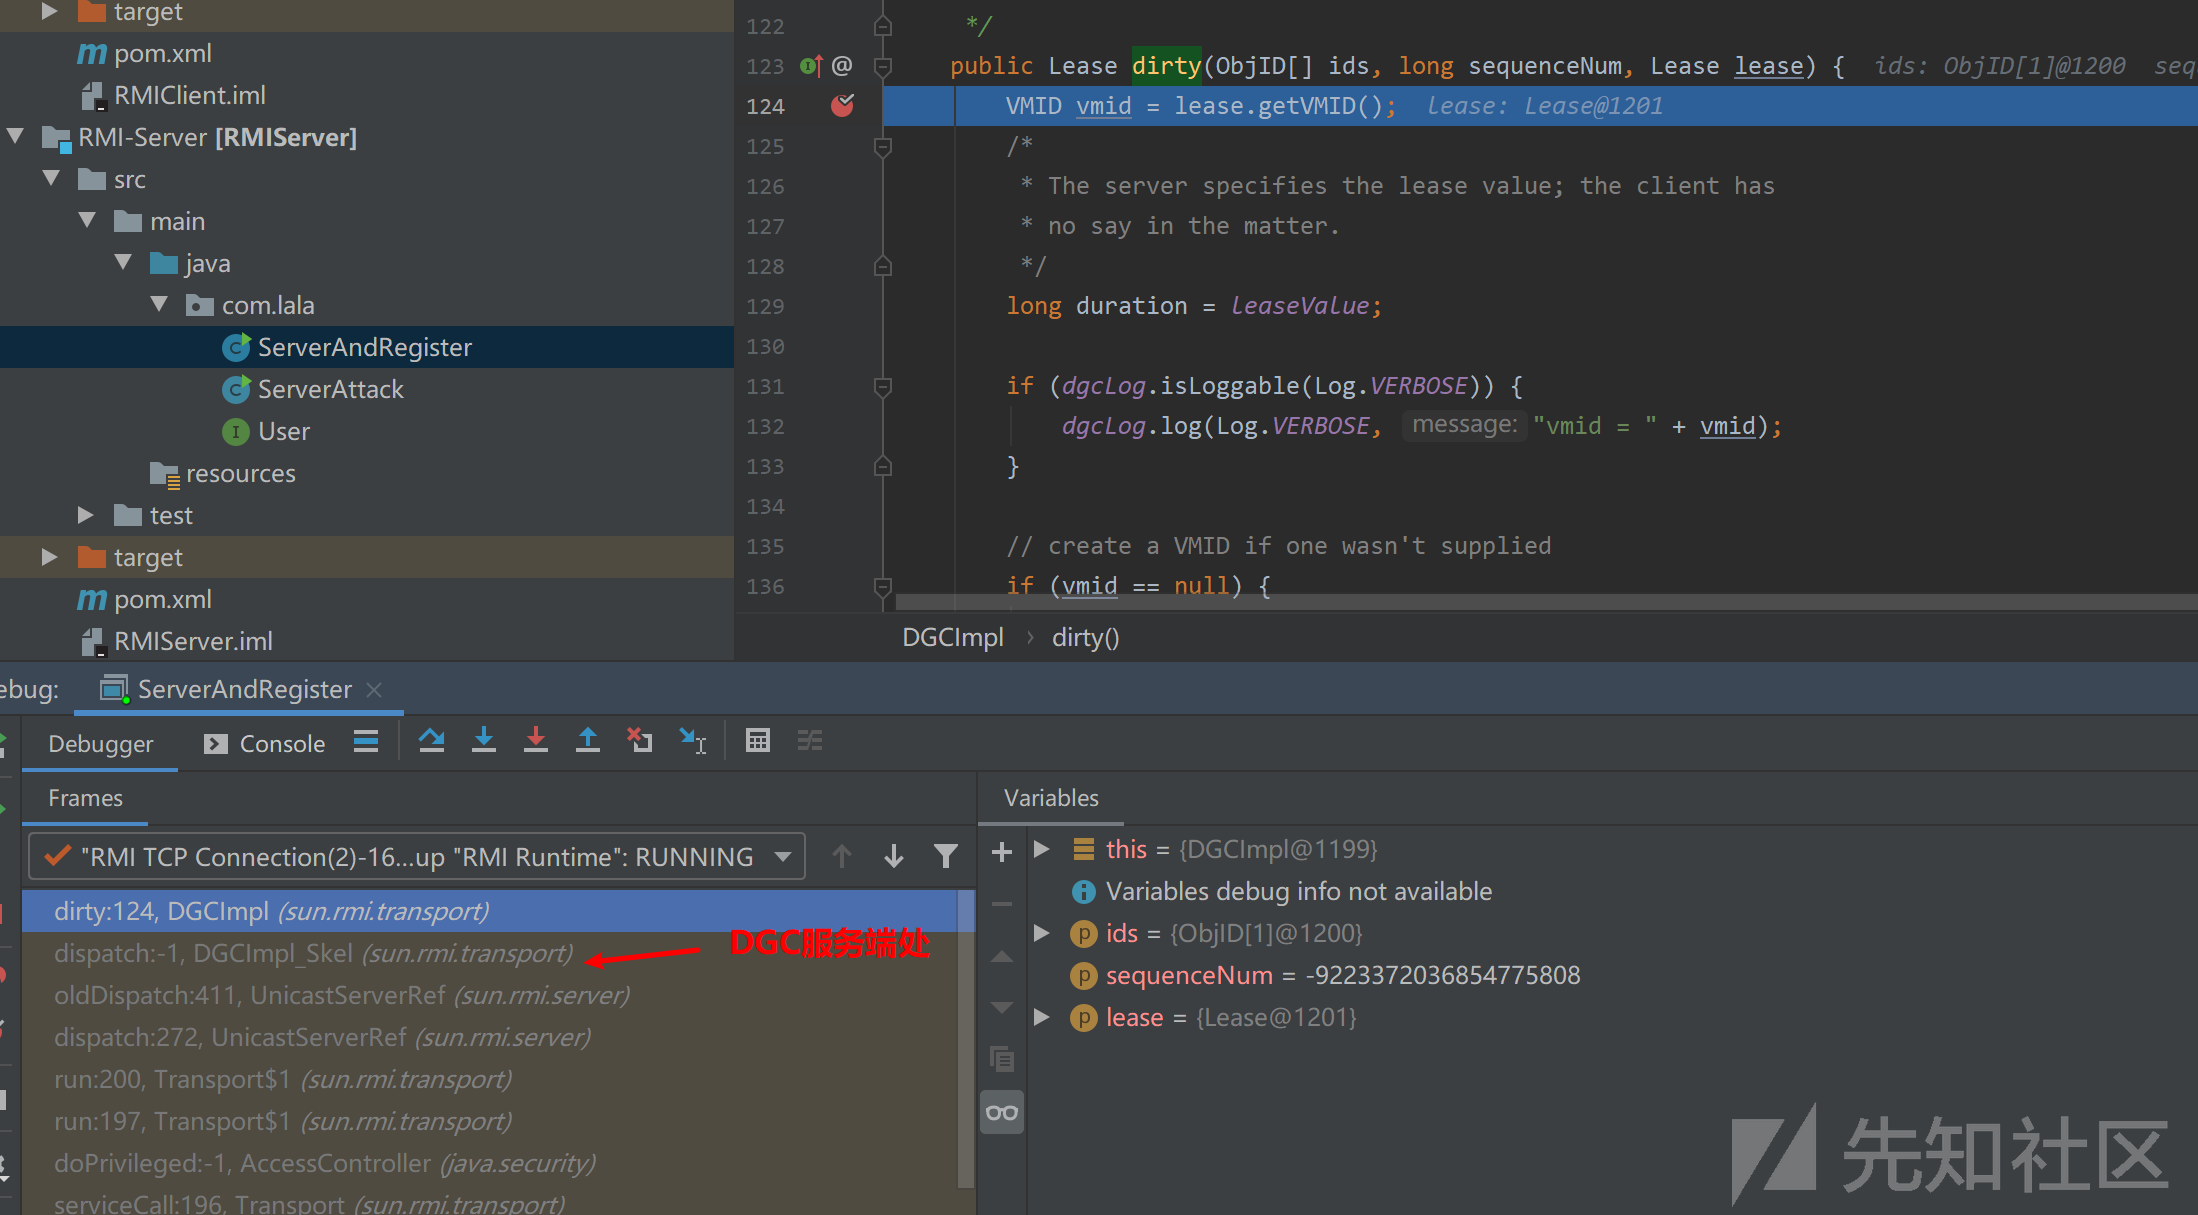 target
pom.xml
RMIClient.iml
RMI-Server [RMIServer]
src
main
java
com.lala
ServerAndRegister
ServerAttack
User
resources
test
target
pom.xml
RMIServer.iml
122 */
123 @ public Lease dirty(ObjID[] ids, long sequenceNum, Lease lease) { ids: ObjID[1]@1200
124 VMID vmid = lease.getVMID(); lease: Lease@1201
125 /*
126 * The server specifies the lease value; the client has
127 * no say in the matter.
128 */
129 long duration = leaseValue;
130
131 if (dgcLog.isLoggable(Log.VERBOSE)) {
132 dgcLog.log(Log.VERBOSE, message: "vmid = " + vmid);
133 }
134
135 // create a VMID if one wasn't supplied
136 if (vmid == null) {
DGCImpl › dirty()
ebug: ServerAndRegister
Debugger Console
Frames
"RMI TCP Connection(2)-16...up "RMI Runtime": RUNNING
dirty:124, DGCImpl (sun.rmi.transport)
dispatch:-1, DGCImpl_Skel (sun.rmi.transport)
DGC服务端处
oldDispatch:411, UnicastServerRef (sun.rmi.server)
dispatch:272, UnicastServerRef (sun.rmi.server)
run:200, Transport$1 (sun.rmi.transport)
run:197, Transport$1 (sun.rmi.transport)
doPrivileged:-1, AccessController (java.security)
serviceCall:196, Transport (sun.rmi.transport)
Variables
this = {DGCImpl@1199}
Variables debug info not available
ids = {ObjID[1]@1200}
sequenceNum = -9223372036854775808
lease = {Lease@1201}
先知社区